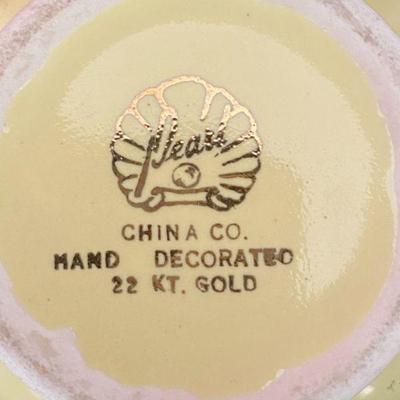 Pearl
CHINA CO.
HAND DECORATED
22 KT. GOLD